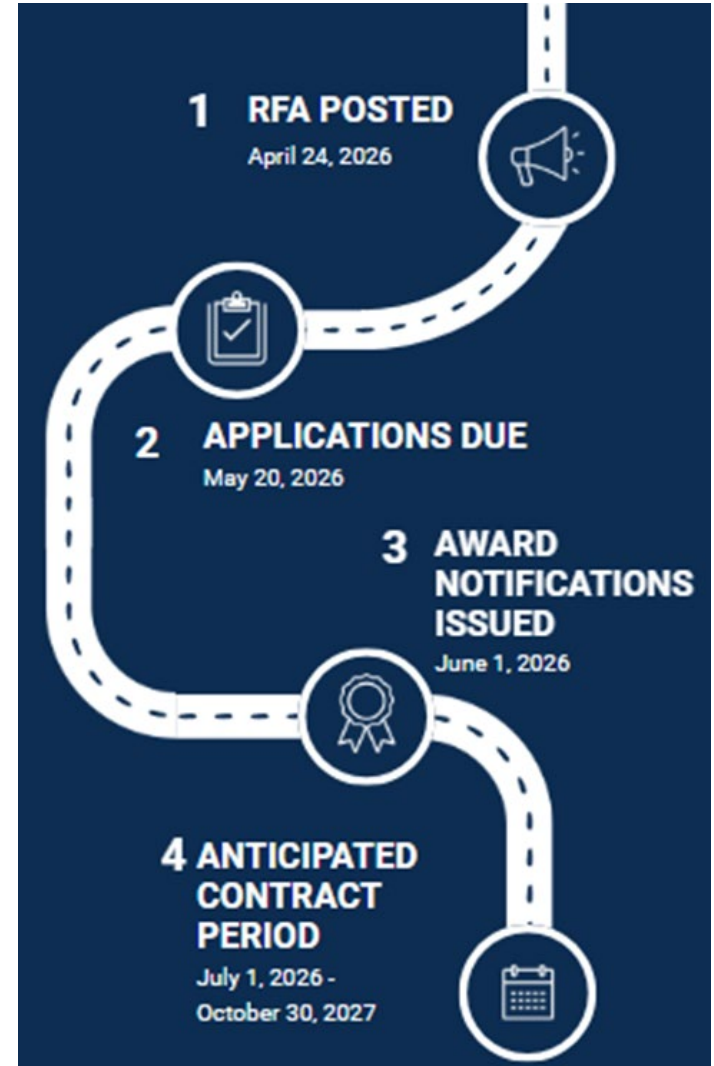 1 RFA POSTED
April 24, 2026
2 APPLICATIONS DUE
May 20, 2026
3 AWARD
NOTIFICATIONS
ISSUED
June 1, 2026
4 ANTICIPATED
CONTRACT
PERIOD
July 1, 2026 -
October 30, 2027